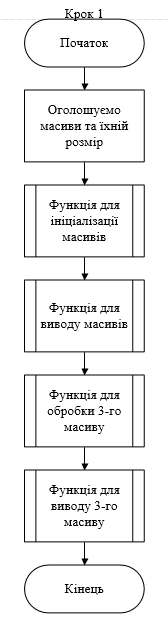 Крок 1
Початок
Оголошуємо
масиви та їхній
розмір
Функція для
ініціалізації
масивів
Функція для
виводу масивів
Функція для
обробки 3-го
масиву
Функція для
виводу 3-го
масиву
Кінець